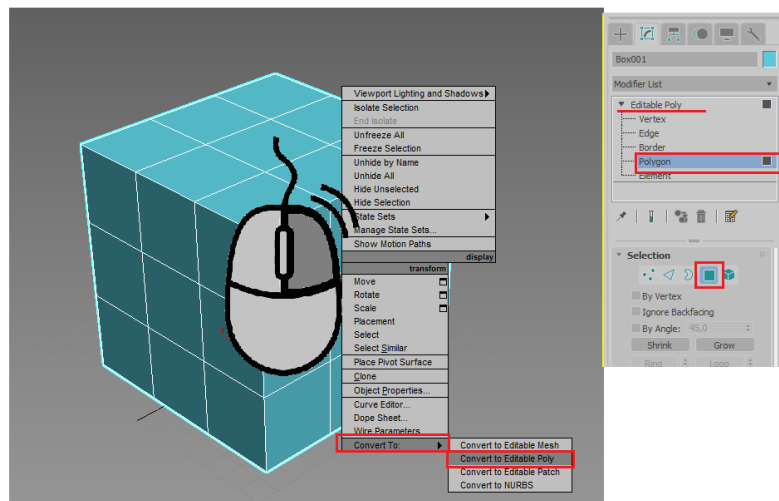 Viewport Lighting and Shadows
Isolate Selection
End Isolate
Unfreeze All
Freeze Selection
Unhide by Name
Unhide All
Hide Unselected
Hide Selection
State Sets
Manage State Sets...
Show Motion Paths
display
transform
Move
Rotate
Scale
Placement
Select
Select Similar
Place Pivot Surface
Clone
Object Properties...
Curve Editor...
Dope Sheet...
Wire Parameters...
Convert To:
Convert to Editable Mesh
Convert to Editable Poly
Convert to Editable Patch
Convert to NURBS
Box001
Modifier List
Editable Poly
Vertex
Edge
Border
Polygon
Element
Selection
By Vertex
Ignore Backfacing
By Angle: 45,0
Shrink Grow
Ring Loop